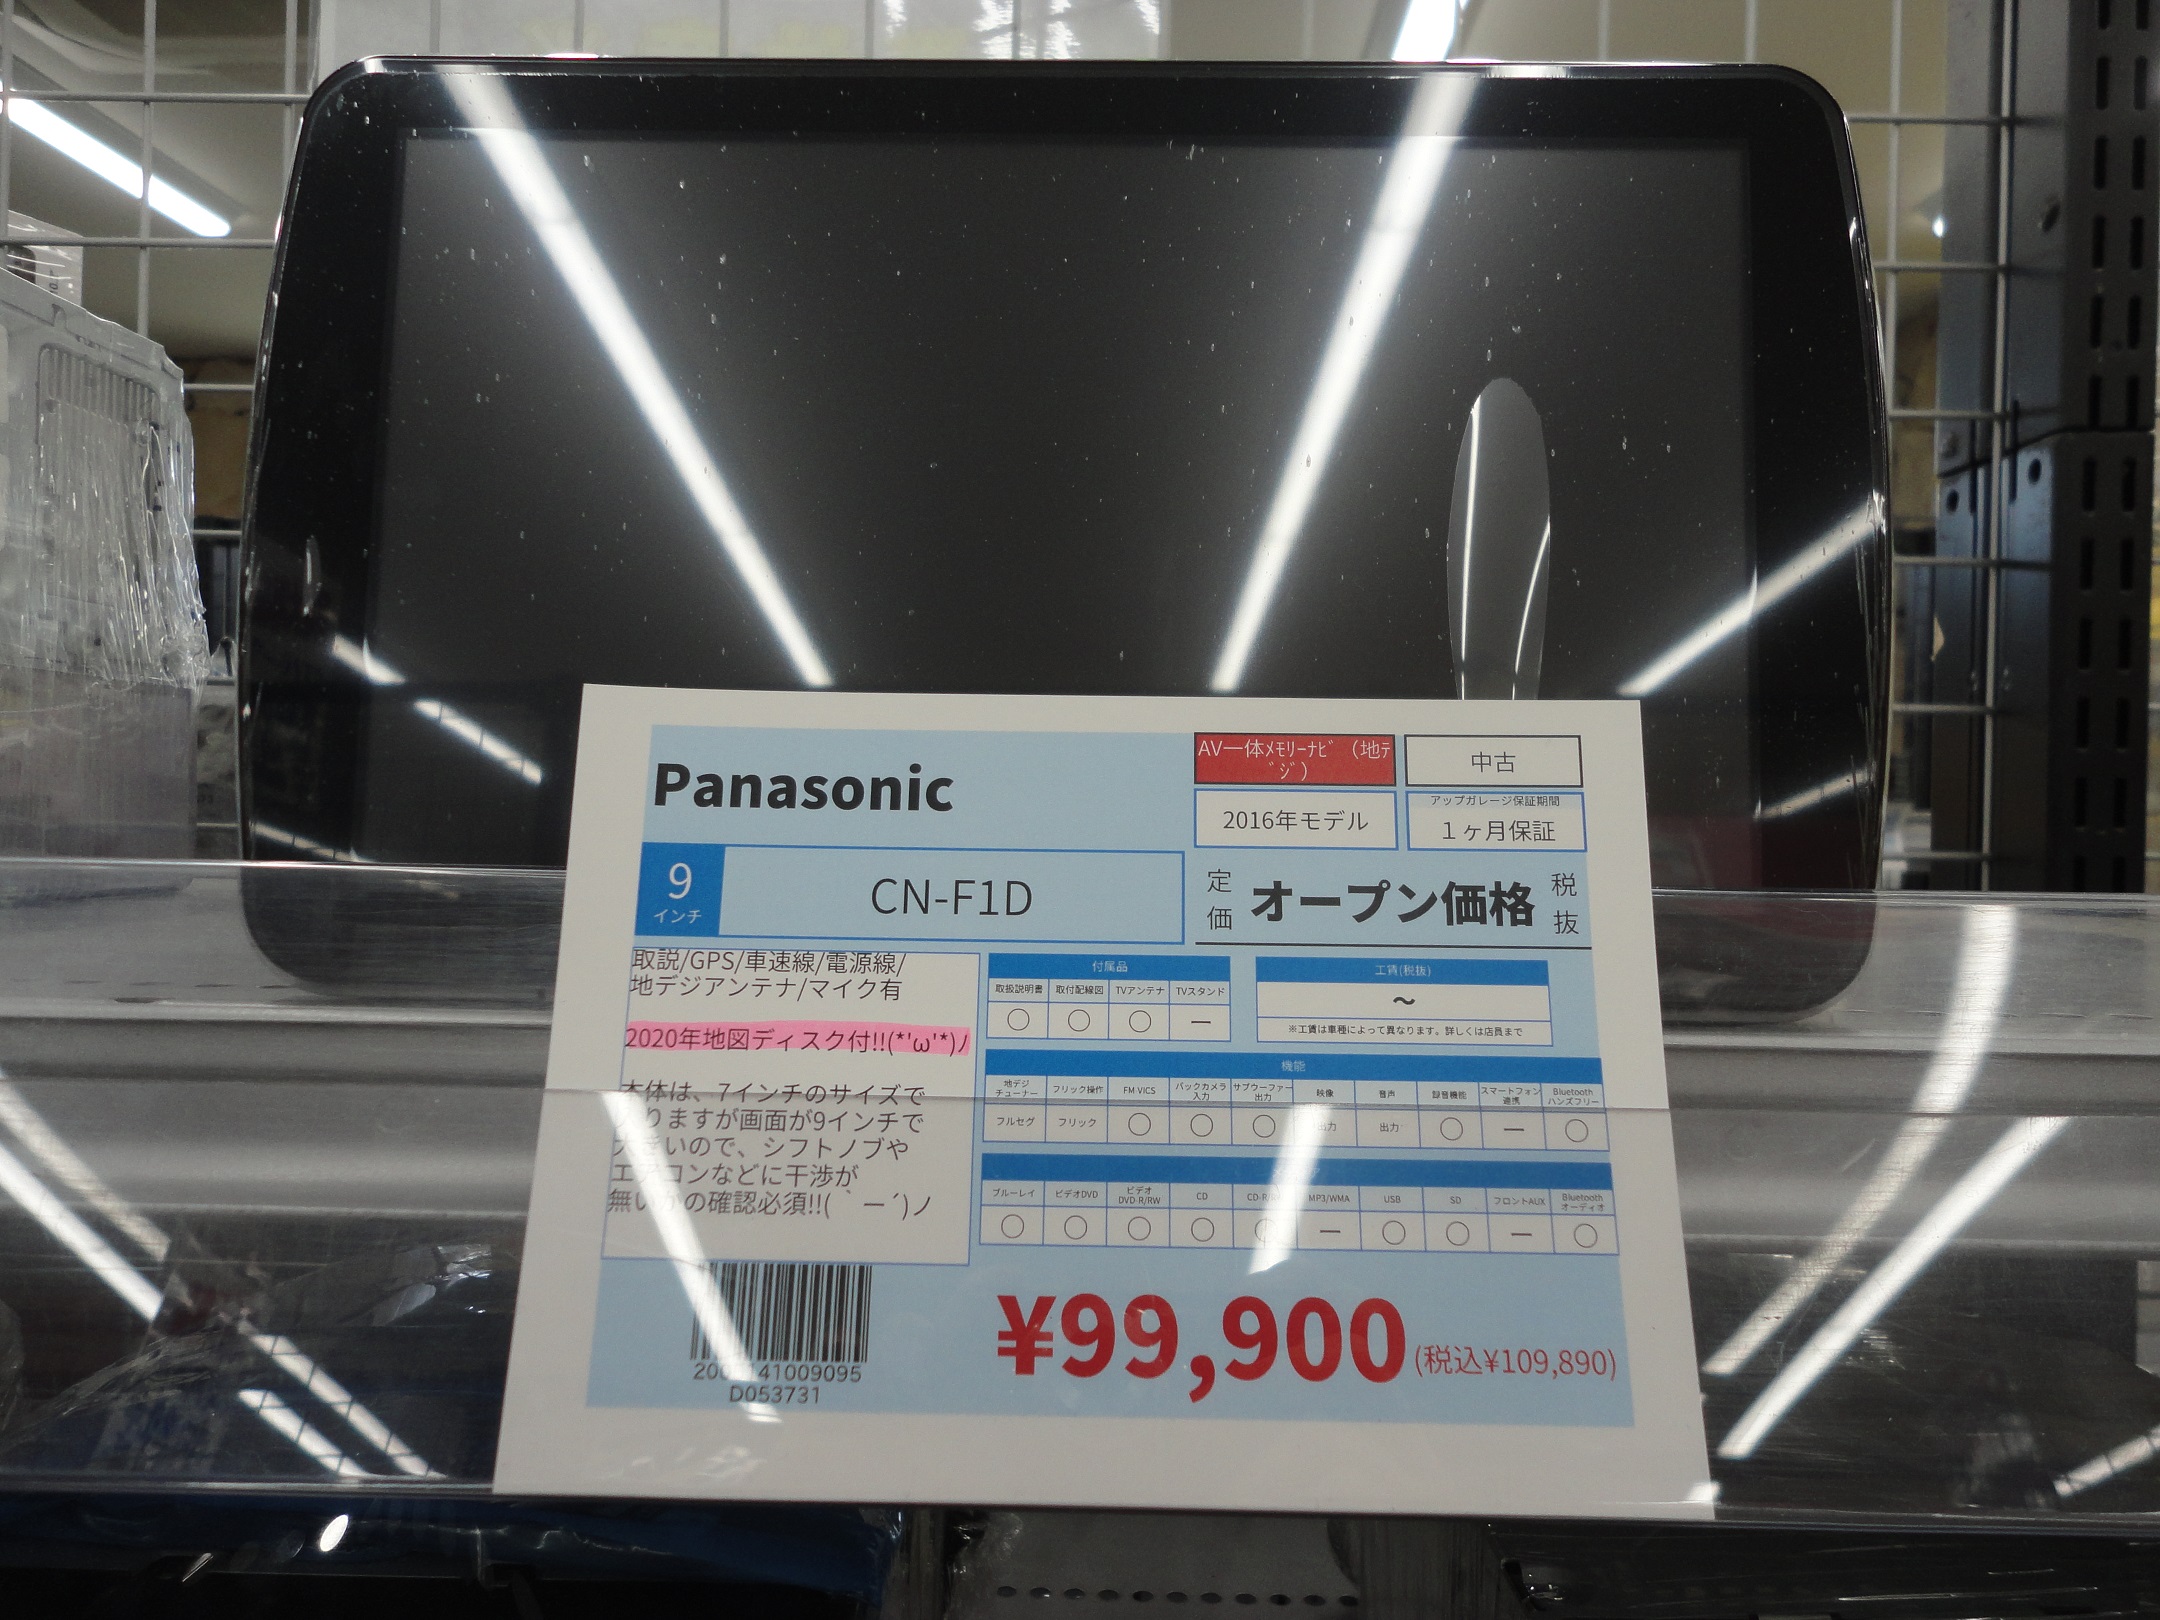 Panasonic
AV一体ﾒﾓﾘｰﾅﾋﾞ（地ﾃﾞｼﾞ）
中古
2016年モデル
アップガレージ保証期間
１ヶ月保証
9
インチ
CN-F1D
定価
オープン価格
税抜
取説/GPS/車速線/電源線/
地デジアンテナ/マイク有
2020年地図ディスク付!!(*'ω'*)ﾉ
本体は、7インチのサイズで
りますが画面が9インチで
大きいので、シフトノブや
エアコンなどに干渉が
無いかの確認必須!!(｀ー´)ノ
付属品
取扱説明書 取付配線図 TVアンテナ TVスタンド
○ ○ ○ ー
工賃(税抜)
～
※工賃は車種によって異なります。詳しくは店員まで
機能
地デジチューナー フリック操作 FM VICS バックカメラ入力 サブウーファー出力 映像 音声 録音機能 スマートフォン連携 Bluetoothハンズフリー
フルセグ フリック ○ ○ ○ 出力 出力 ○ ー ○
ブルーレイ ビデオDVD ビデオDVD-R/RW CD MP3/WMA USB SD フロントAUX Bluetoothオーディオ
○ ○ ○ ○ ○ ー ○ ○ ー ○
41009095
D053731
¥99,900(税込¥109,890)